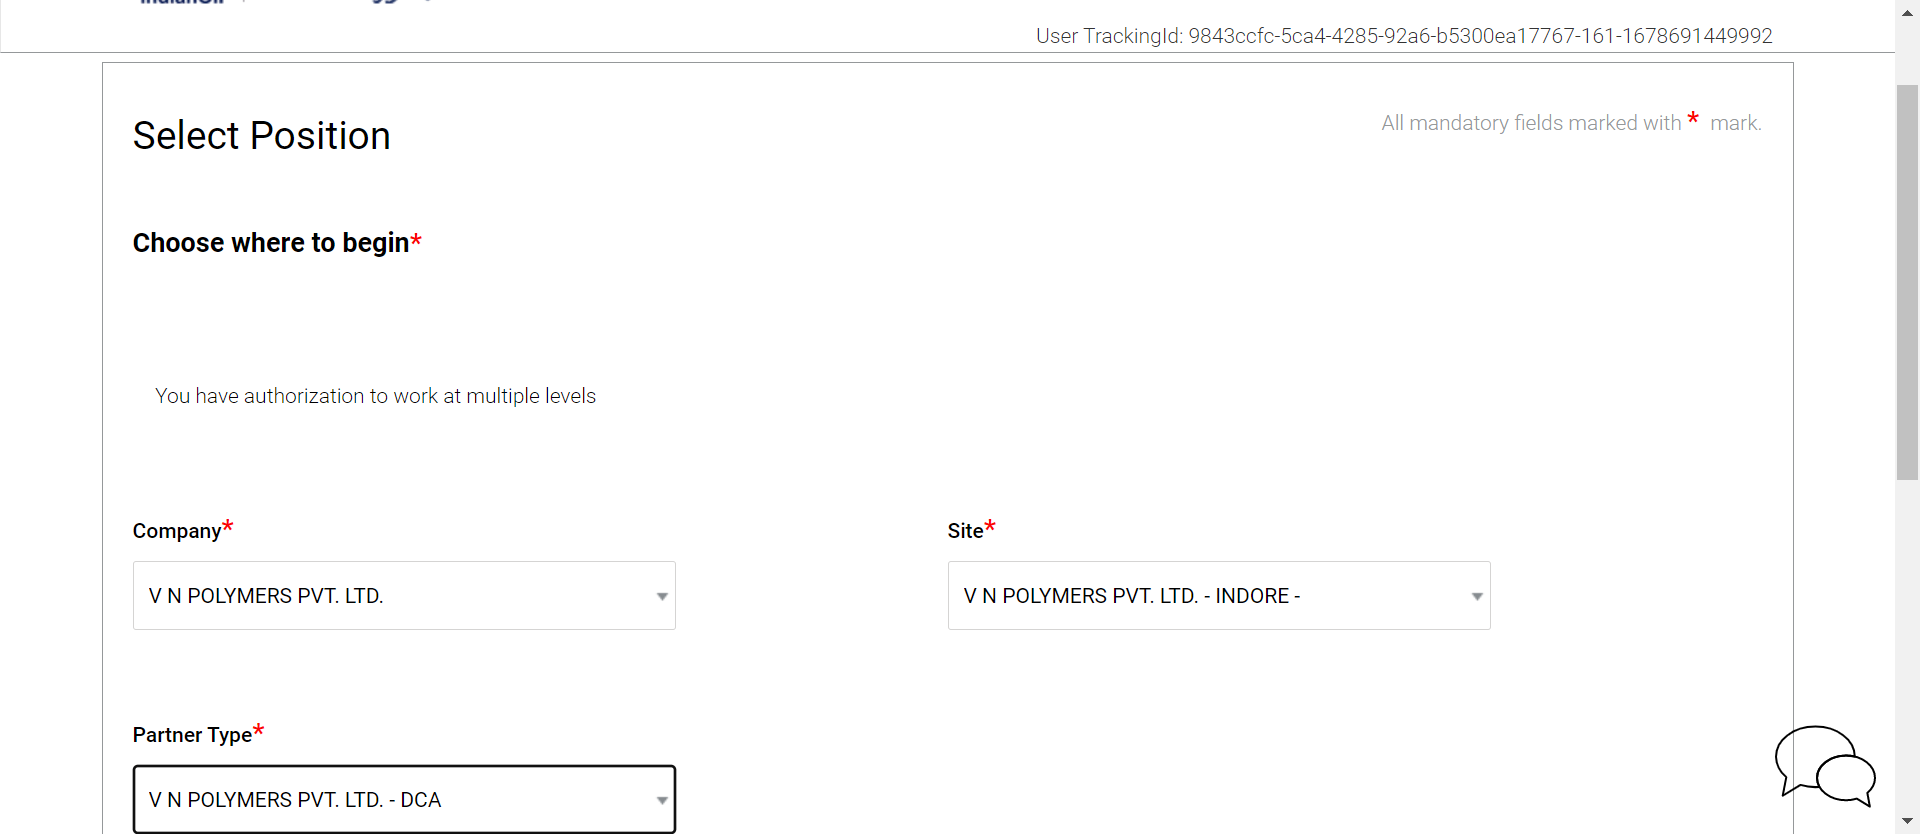 User TrackingId: 9843ccfc-5ca4-4285-92a6-b5300ea17767-161-1678691449992
Select Position
All mandatory fields marked with * mark.
Choose where to begin*
You have authorization to work at multiple levels
Company*
Site*
V N POLYMERS PVT. LTD.
V N POLYMERS PVT. LTD. - INDORE -
Partner Type*
V N POLYMERS PVT. LTD. - DCA